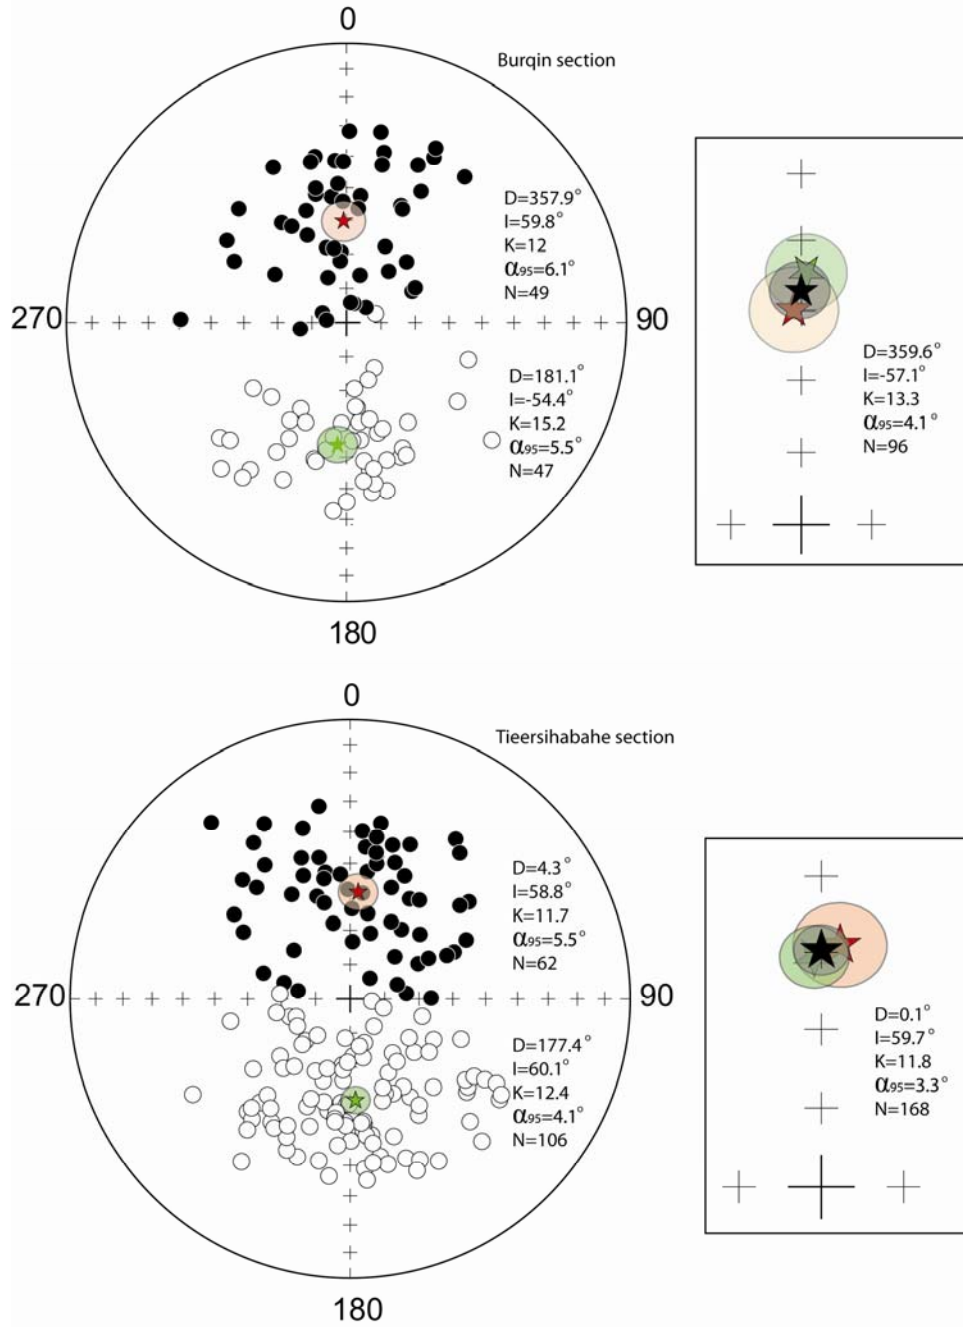 0
Burqin section
D=357.9°
I=59.8°
K=12
α95=6.1°
N=49
270
90
D=181.1°
I=-54.4°
K=15.2
α95=5.5°
N=47
180
D=359.6°
I=-57.1°
K=13.3
α95=4.1°
N=96
0
Tieersihabahe section
D=4.3°
I=58.8°
K=11.7
α95=5.5°
N=62
270
90
D=177.4°
I=60.1°
K=12.4
α95=4.1°
N=106
180
D=0.1°
I=59.7°
K=11.8
α95=3.3°
N=168